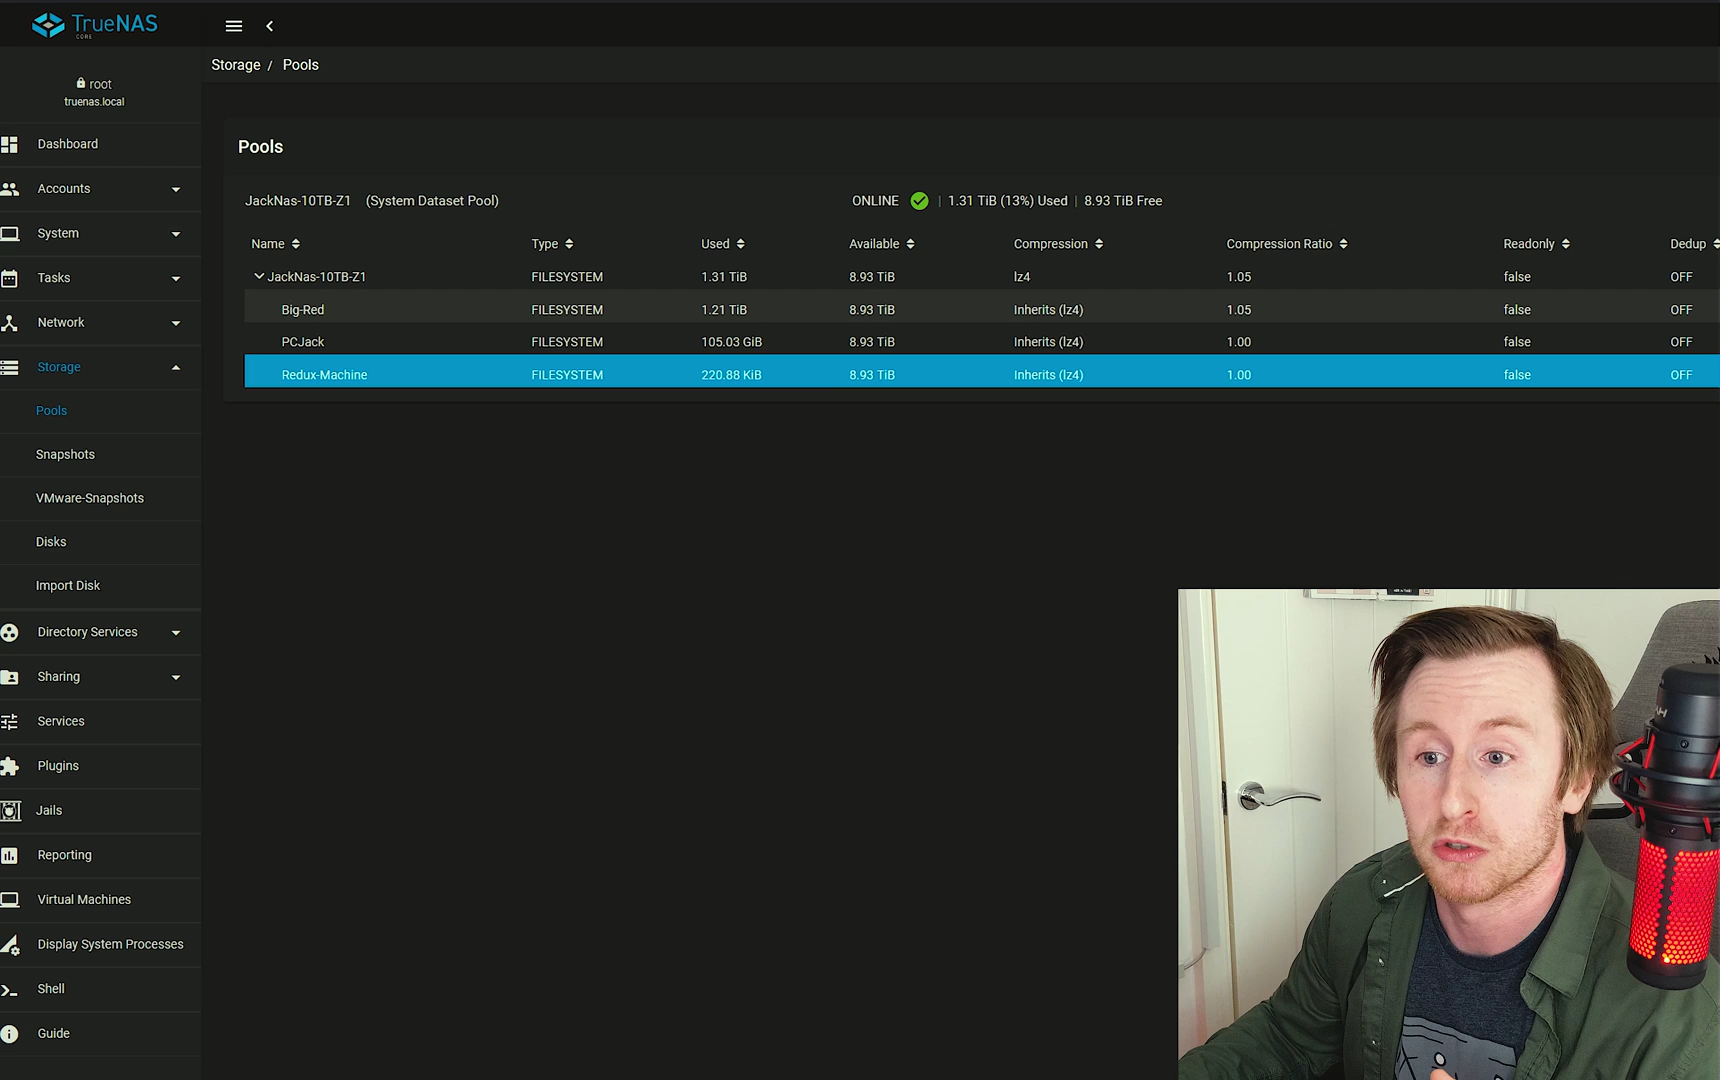 TrueNAS
CORE
root
truenas.local
Dashboard
Accounts
System
Tasks
Network
Storage
Pools
Snapshots
VMware-Snapshots
Disks
Import Disk
Directory Services
Sharing
Services
Plugins
Jails
Reporting
Virtual Machines
Display System Processes
Shell
Guide
Storage / Pools
Pools
JackNas-10TB-Z1 (System Dataset Pool) ONLINE | 1.31 TiB (13%) Used | 8.93 TiB Free
Name Type Used Available Compression Compression Ratio Readonly Dedup
JackNas-10TB-Z1 FILESYSTEM 1.31 TiB 8.93 TiB lz4 1.05 false OFF
Big-Red FILESYSTEM 1.21 TiB 8.93 TiB Inherits (lz4) 1.05 false OFF
PCJack FILESYSTEM 105.03 GiB 8.93 TiB Inherits (lz4) 1.00 false OFF
Redux-Machine FILESYSTEM 220.88 KiB 8.93 TiB Inherits (lz4) 1.00 false OFF